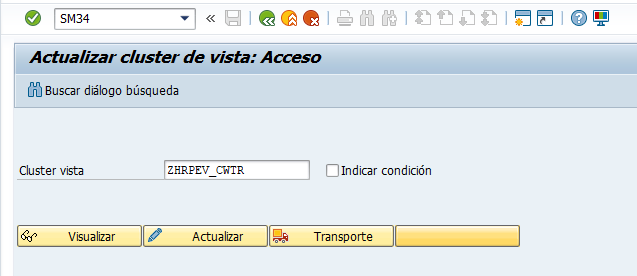 SM34
Actualizar cluster de vista: Acceso
Buscar diálogo búsqueda
Cluster vista ZHRPEV_CWTR Indicar condición
Visualizar Actualizar Transporte